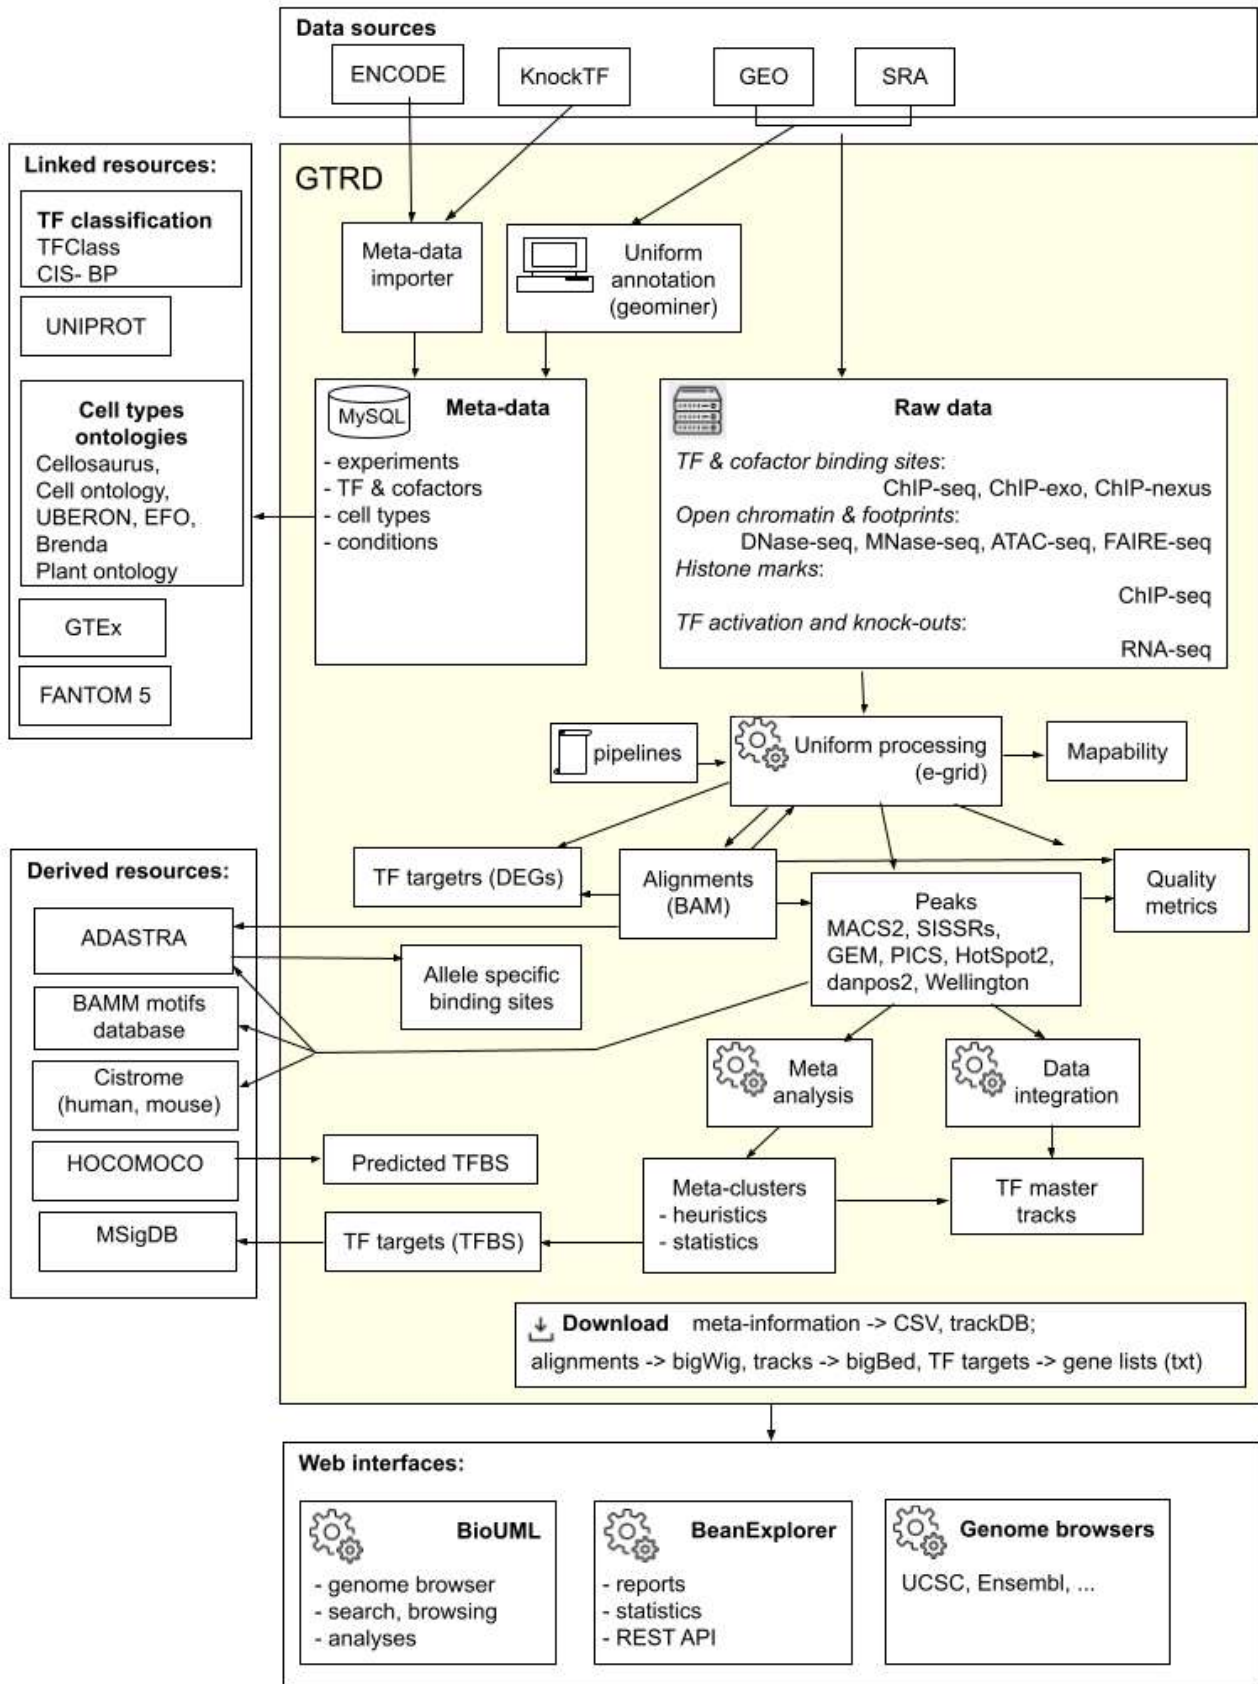 Data sources
ENCODE
KnockTF
GEO
SRA
Linked resources:
TF classification
TFClass
CIS- BP
UNIPROT
Cell types
ontologies
Cellosaurus,
Cell ontology,
UBERON, EFO,
Brenda
Plant ontology
GTEx
FANTOM 5
GTRD
Meta-data
importer
Uniform
annotation
(geominer)
MySQL
Meta-data
- experiments
- TF & cofactors
- cell types
- conditions
Raw data
TF & cofactor binding sites:
ChIP-seq, ChIP-exo, ChIP-nexus
Open chromatin & footprints:
DNase-seq, MNase-seq, ATAC-seq, FAIRE-seq
Histone marks:
ChIP-seq
TF activation and knock-outs:
RNA-seq
pipelines
Uniform processing
(e-grid)
Mapability
TF targetrs (DEGs)
Alignments
(BAM)
Quality
metrics
Peaks
MACS2, SISSRs,
GEM, PICS, HotSpot2,
danpos2, Wellington
Derived resources:
ADASTRA
BAMM motifs
database
Cistrome
(human, mouse)
HOCOMOCO
MSigDB
Allele specific
binding sites
Meta
analysis
Data
integration
Predicted TFBS
TF targets (TFBS)
Meta-clusters
- heuristics
- statistics
TF master
tracks
Download meta-information -> CSV, trackDB;
alignments -> bigWig, tracks -> bigBed, TF targets -> gene lists (txt)
Web interfaces:
BioUML
- genome browser
- search, browsing
- analyses
BeanExplorer
- reports
- statistics
- REST API
Genome browsers
UCSC, Ensembl, ...